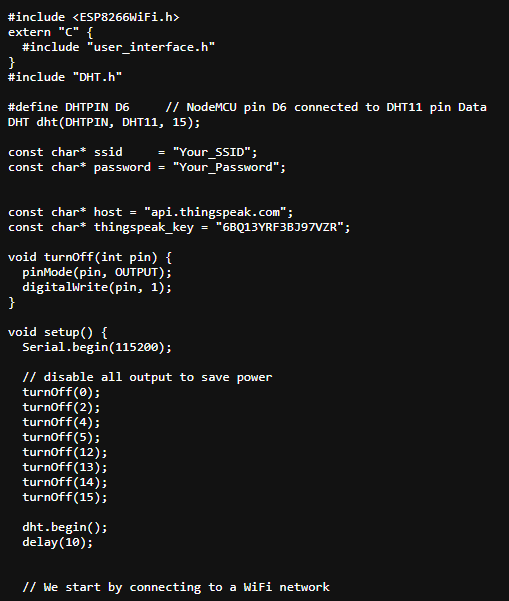 #include <ESP8266WiFi.h>
extern "C" {
  #include "user_interface.h"
}
#include "DHT.h"

#define DHTPIN D6     // NodeMCU pin D6 connected to DHT11 pin Data
DHT dht(DHTPIN, DHT11, 15);

const char* ssid     = "Your_SSID";
const char* password = "Your_Password";


const char* host = "api.thingspeak.com";
const char* thingspeak_key = "6BQ13YRF3BJ97VZR";

void turnOff(int pin) {
  pinMode(pin, OUTPUT);
  digitalWrite(pin, 1);
}

void setup() {
  Serial.begin(115200);

  // disable all output to save power
  turnOff(0);
  turnOff(2);
  turnOff(4);
  turnOff(5);
  turnOff(12);
  turnOff(13);
  turnOff(14);
  turnOff(15);

  dht.begin();
  delay(10);


  // We start by connecting to a WiFi network